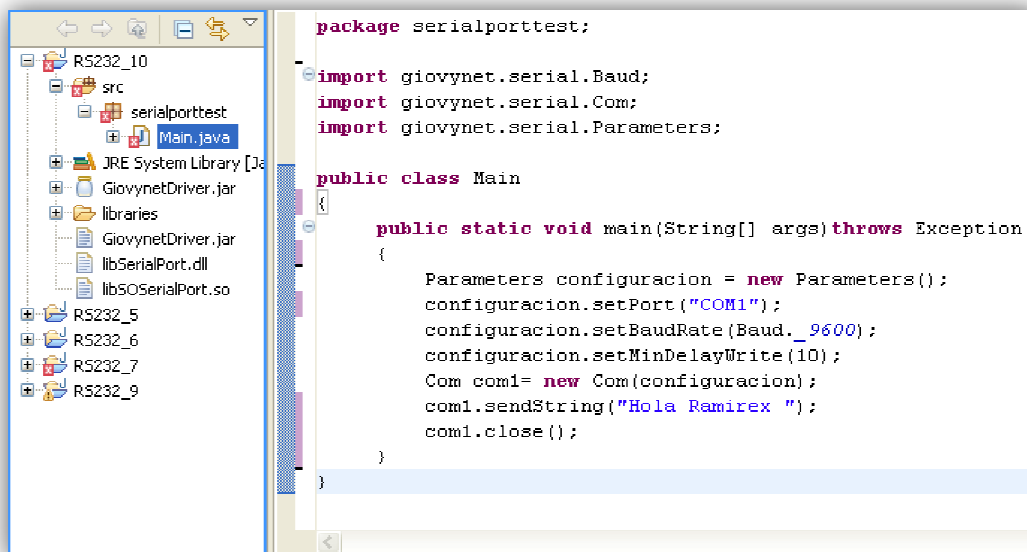 RS232_10
src
serialporttest
Main.java
JRE System Library [Ja
GiovynetDriver.jar
libraries
GiovynetDriver.jar
libSerialPort.dll
libSOSerialPort.so
RS232_5
RS232_6
RS232_7
RS232_9
package serialporttest;
import giovynet.serial.Baud;
import giovynet.serial.Com;
import giovynet.serial.Parameters;
public class Main
{
public static void main(String[] args)throws Exception
{
Parameters configuracion = new Parameters();
configuracion.setPort("COM1");
configuracion.setBaudRate(Baud._9600);
configuracion.setMinDelayWrite(10);
Com com1= new Com(configuracion);
com1.sendString("Hola Ramirex ");
com1.close();
}
}